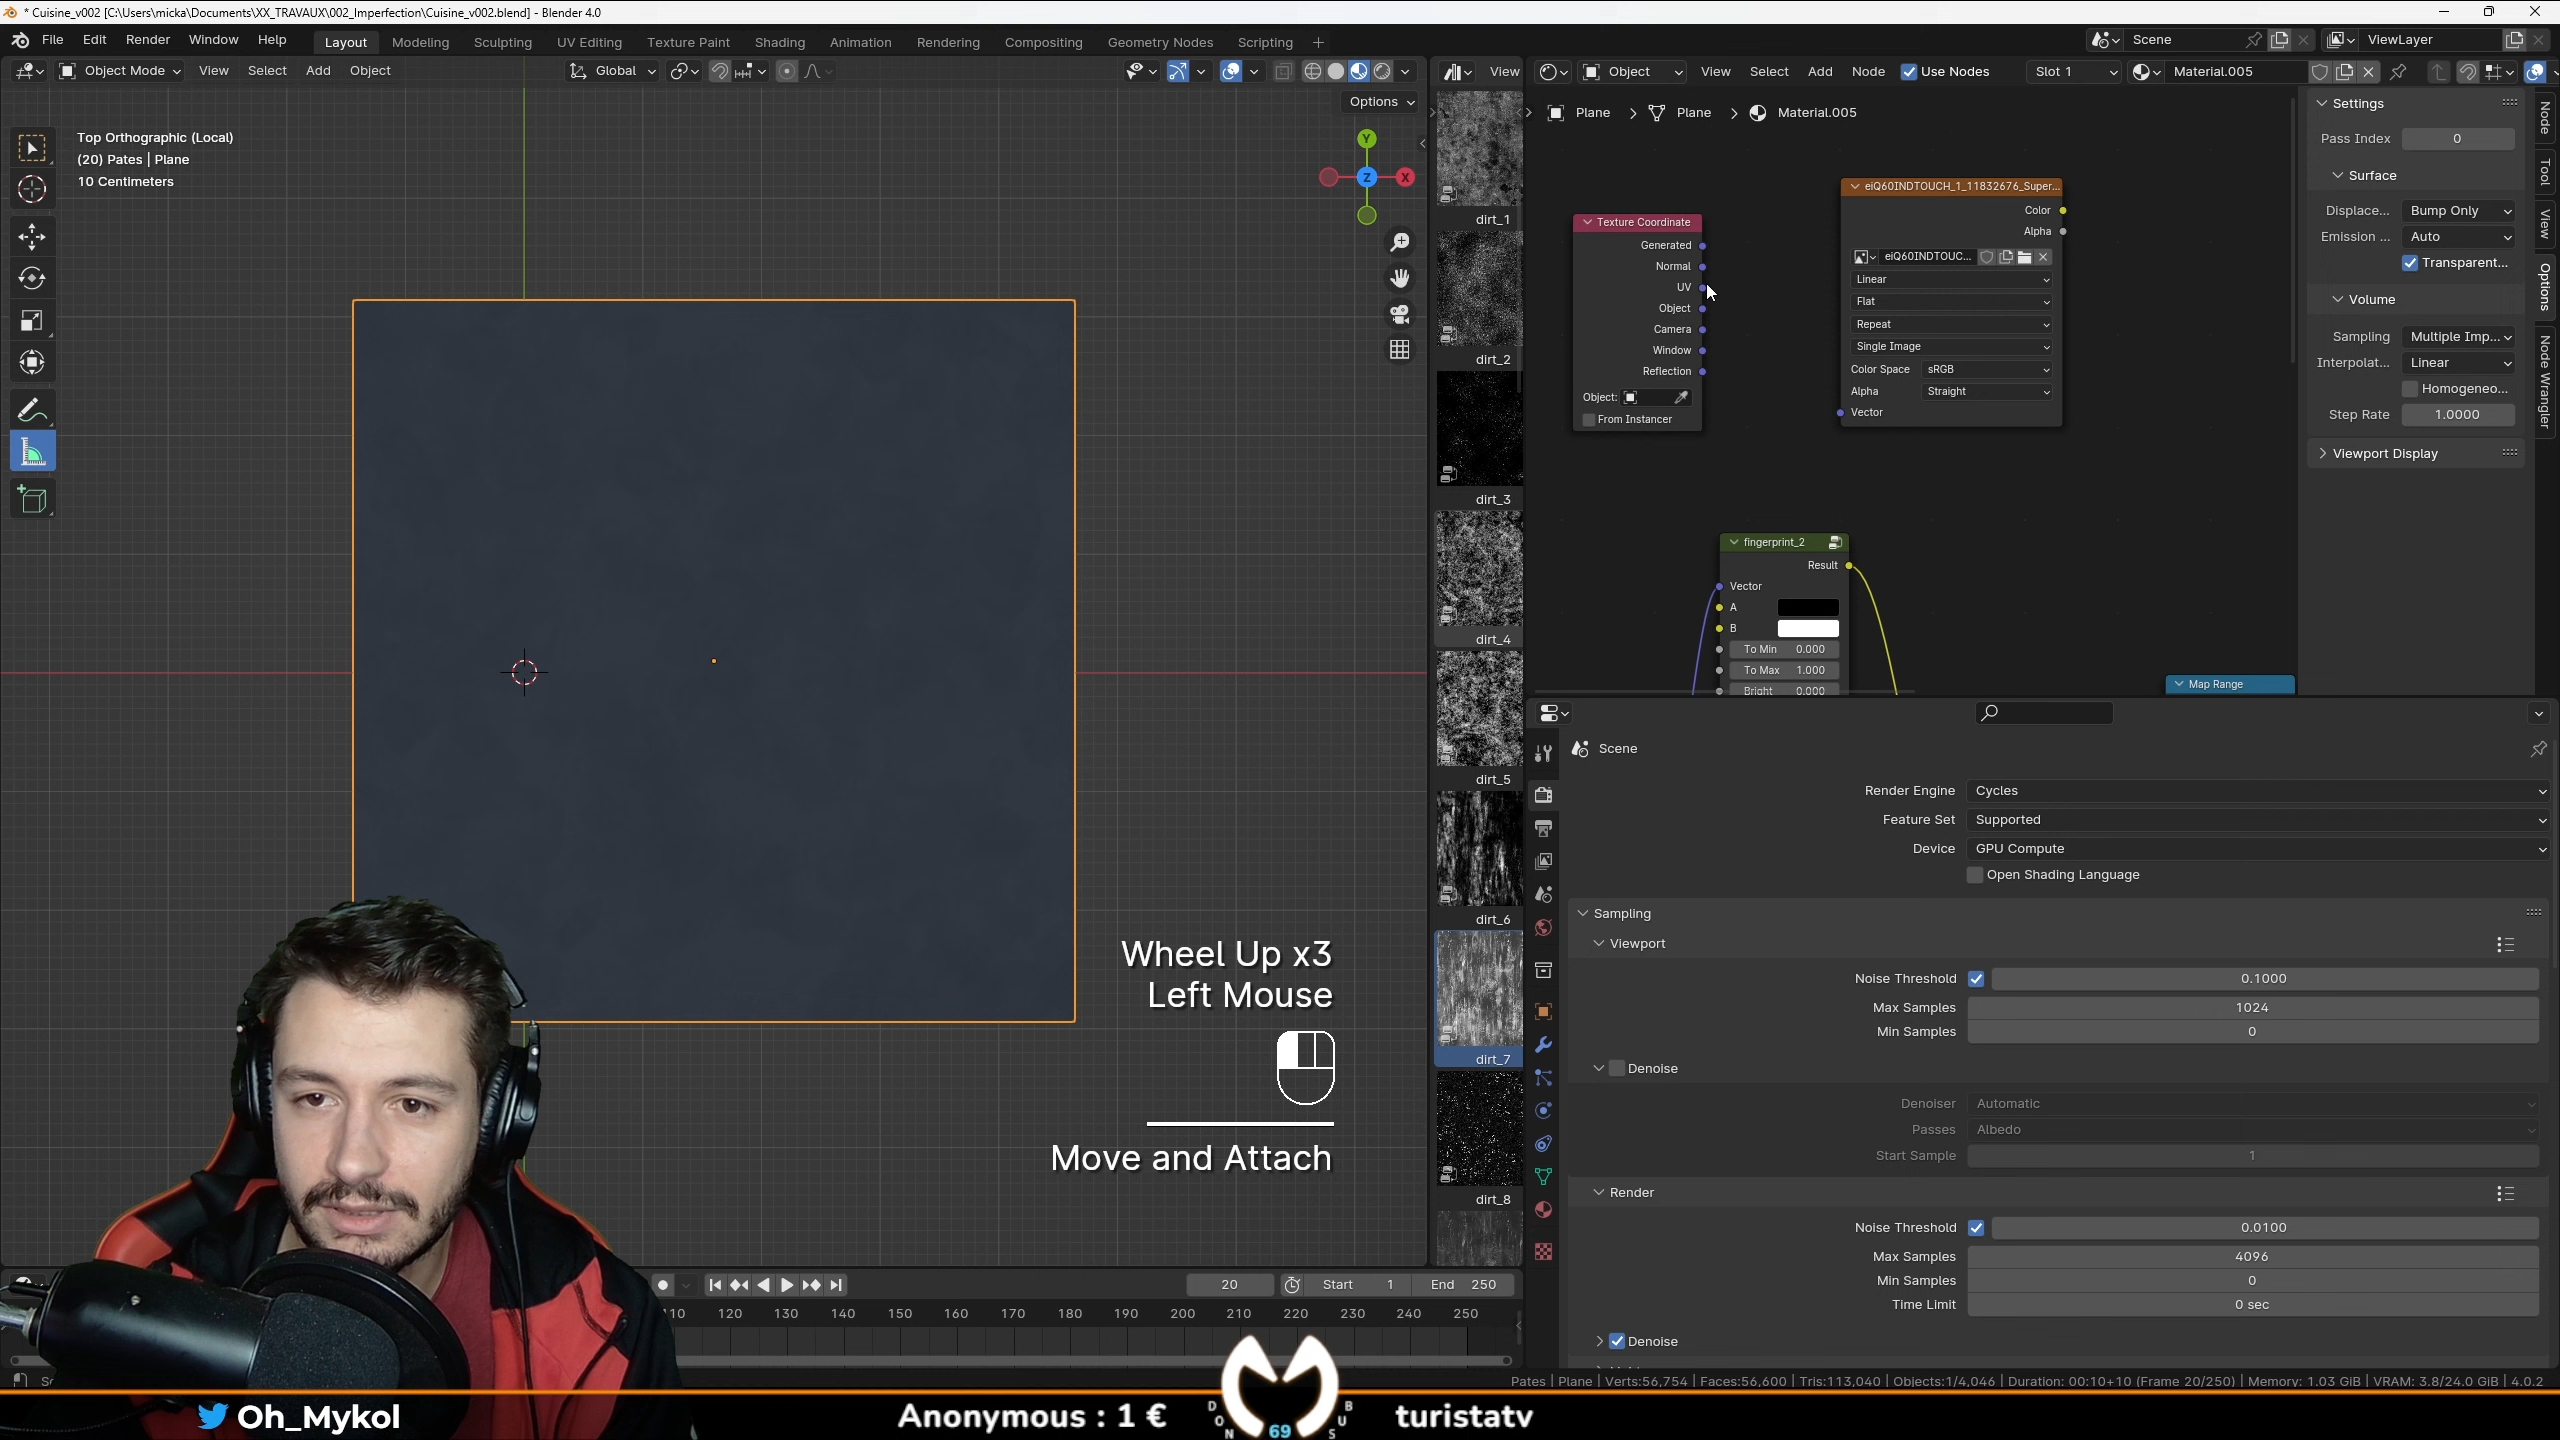 * Cuisine_v002 [C:\Users\micka\Documents\XX_TRAVAUX\002_Imperfection\Cuisine_v002.blend] - Blender 4.0
File Edit Render Window Help
Layout Modeling Sculpting UV Editing Texture Paint Shading Animation Rendering Compositing Geometry Nodes Scripting +
Scene
ViewLayer
Object Mode View Select Add Object
Global
Options
View
Object View Select Add Node Use Nodes Slot 1 Material.005
Top Orthographic (Local)
(20) Pates | Plane
10 Centimeters
Y
Z
X
dirt_1
dirt_2
dirt_3
dirt_4
dirt_5
dirt_6
dirt_7
dirt_8
Plane > Plane > Material.005
Texture Coordinate
Generated
Normal
UV
Object
Camera
Window
Reflection
Object:
From Instancer
eiQ60INDTOUCH_1_11832676_Super...
Color
Alpha
eiQ60INDTOUC...
Linear
Flat
Repeat
Single Image
Color Space sRGB
Alpha Straight
Vector
fingerprint_2
Result
Vector
A
B
To Min 0.000
To Max 1.000
Bright 0.000
Map Range
Settings
Pass Index 0
Surface
Displace... Bump Only
Emission ... Auto
Transparent...
Volume
Sampling Multiple Imp...
Interpolat... Linear
Homogeneo...
Step Rate 1.0000
Viewport Display
Node
Tool
View
Options
Node Wrangler
Scene
Render Engine Cycles
Feature Set Supported
Device GPU Compute
Open Shading Language
Sampling
Viewport
Noise Threshold 0.1000
Max Samples 1024
Min Samples 0
Denoise
Denoiser Automatic
Passes Albedo
Start Sample 1
Render
Noise Threshold 0.0100
Max Samples 4096
Min Samples 0
Time Limit 0 sec
Denoise
Wheel Up x3
Left Mouse
Move and Attach
20 Start 1 End 250
110 120 130 140 150 160 170 180 190 200 210 220 230 240 250
Pates | Plane | Verts:56,754 | Faces:56,600 | Tris:113,040 | Objects:1/4,046 | Duration: 00:10+10 (Frame 20/250) | Memory: 1.03 GiB | VRAM: 3.8/24.0 GiB | 4.0.2
Oh_Mykol
Anonymous : 1 €
DON
69
BUS
turistatv